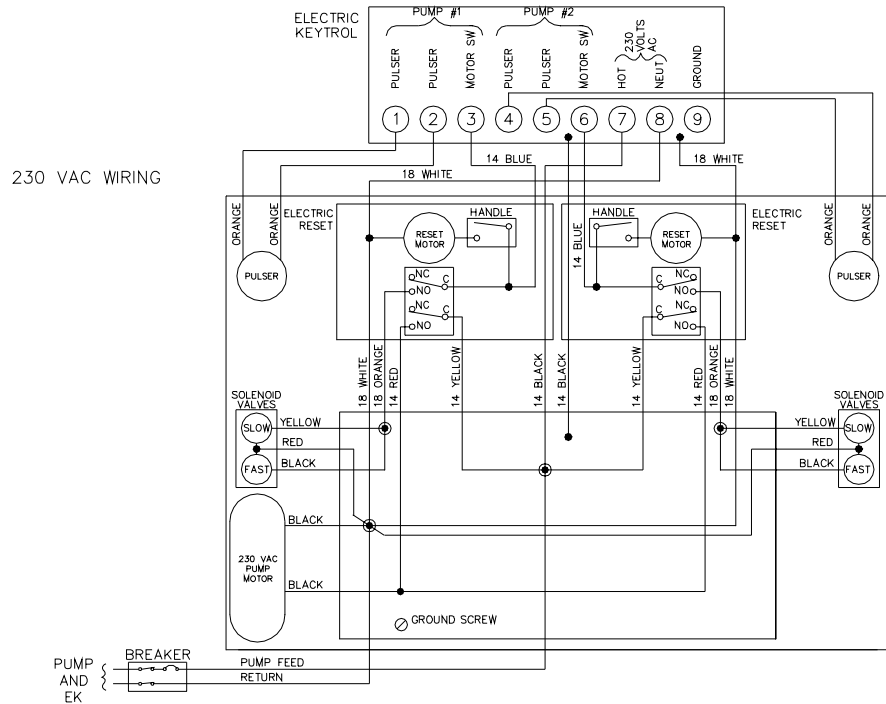 ELECTRIC
KEYTROL
PUMP #1
PUMP #2
PULSER
PULSER
MOTOR SW
PULSER
PULSER
MOTOR SW
HOT
230
VOLTS
AC
NEUT
GROUND
1
2
3
4
5
6
7
8
9
230 VAC WIRING
14 BLUE
18 WHITE
18 WHITE
ORANGE
ORANGE
ELECTRIC
RESET
HANDLE
RESET
MOTOR
14 BLUE
HANDLE
RESET
MOTOR
ELECTRIC
RESET
ORANGE
ORANGE
PULSER
PULSER
NC
C
NO
NC
C
NO
C
NC
NO
C
NC
NO
18 WHITE
18 ORANGE
14 RED
14 YELLOW
14 BLACK
14 BLACK
14 YELLOW
14 RED
18 ORANGE
18 WHITE
SOLENOID
VALVES
SLOW
FAST
YELLOW
RED
BLACK
SOLENOID
VALVES
YELLOW
RED
BLACK
SLOW
FAST
230 VAC
PUMP
MOTOR
BLACK
BLACK
GROUND SCREW
PUMP
AND
EK
BREAKER
PUMP FEED
RETURN